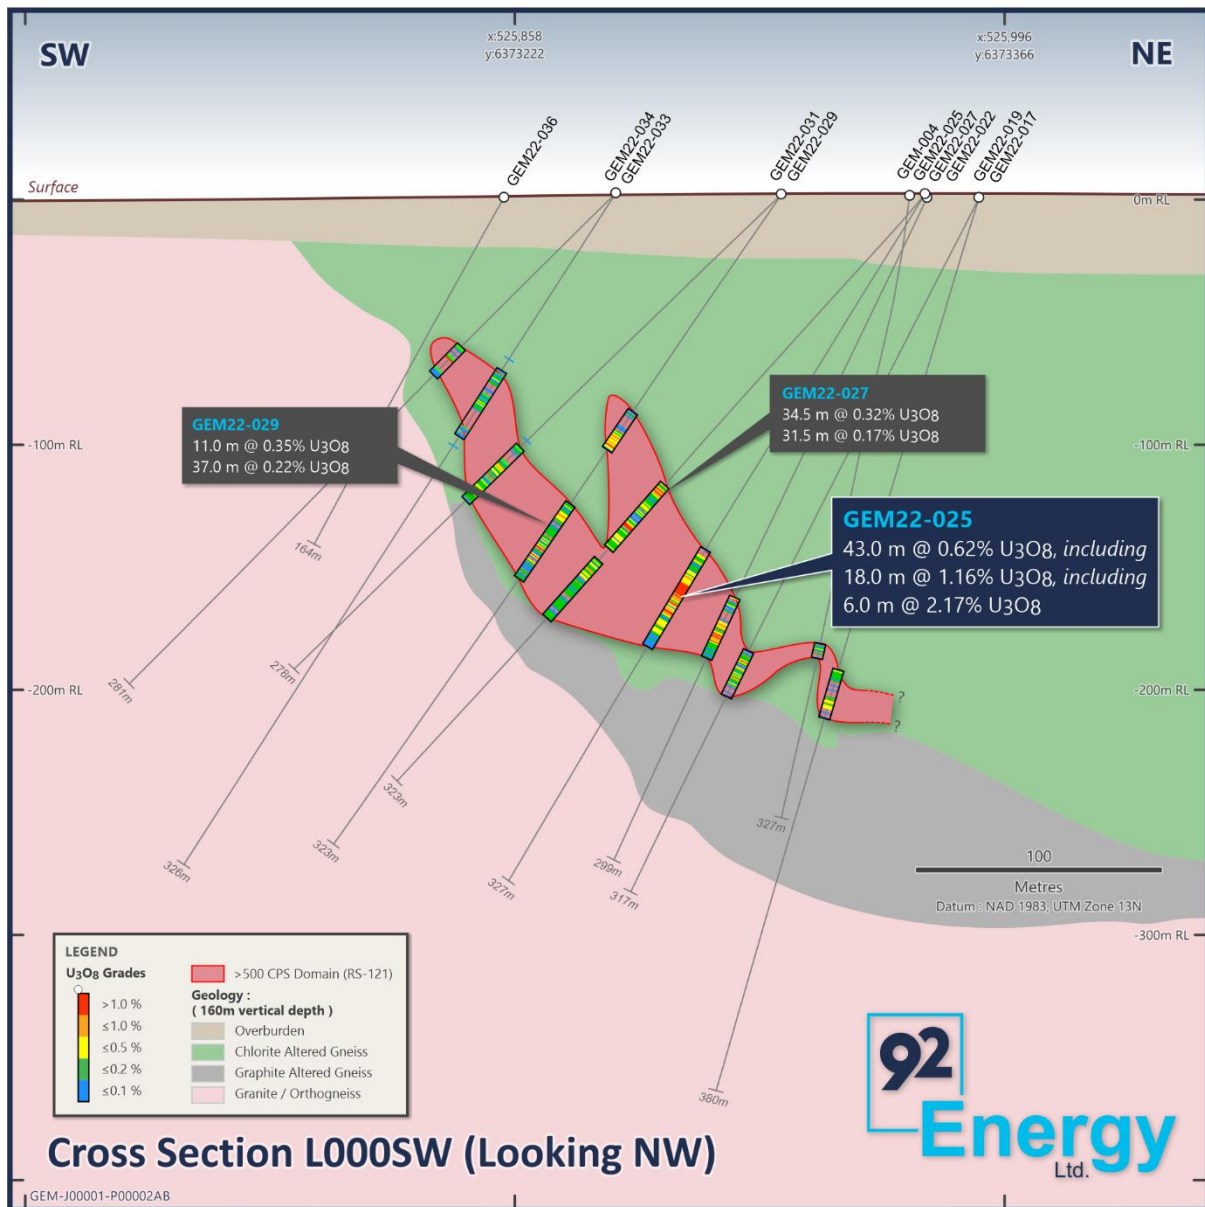 SW
x:525,858
y:6373222
x:525,996
y:6373366
NE
GEM22-036
GEM22-034
GEM22-033
GEM22-031
GEM22-029
GEM-004
GEM22-025
GEM22-027
GEM22-022
GEM22-019
GEM22-017
Surface
0m RL
GEM22-029
11.0 m @ 0.35% U3O8
37.0 m @ 0.22% U3O8
GEM22-027
34.5 m @ 0.32% U3O8
31.5 m @ 0.17% U3O8
-100m RL
-100m RL
GEM22-025
43.0 m @ 0.62% U3O8, including
18.0 m @ 1.16% U3O8, including
6.0 m @ 2.17% U3O8
164m
281m
278m
-200m RL
-200m RL
?
?
323m
327m
323m
326m
327m
299m
317m
100
Metres
Datum : NAD 1983, UTM Zone 13N
-300m RL
380m
LEGEND
U3O8 Grades
>1.0 %
≤1.0 %
≤0.5 %
≤0.2 %
≤0.1 %
>500 CPS Domain (RS-121)
Geology :
( 160m vertical depth )
Overburden
Chlorite Altered Gneiss
Graphite Altered Gneiss
Granite / Orthogneiss
92
Energy
Ltd.
Cross Section L000SW (Looking NW)
GEM-J00001-P00002AB